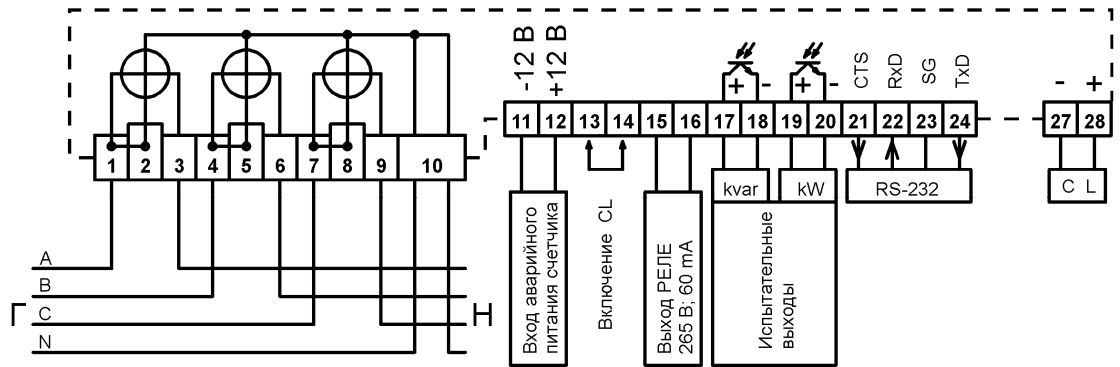 -12 В
+12 В
+ -
+ -
CTS
RxD
SG
TxD
- +
11 12 13 14 15 16 17 18 19 20 21 22 23 24
27 28
1 2 3 4 5 6 7 8 9 10
kvar
kW
RS-232
C L
Вход аварийного
питания счетчика
Включение CL
Выход РЕЛЕ
265 В; 60 mA
Испытательные
выходы
A
B
C
N
Г
Н